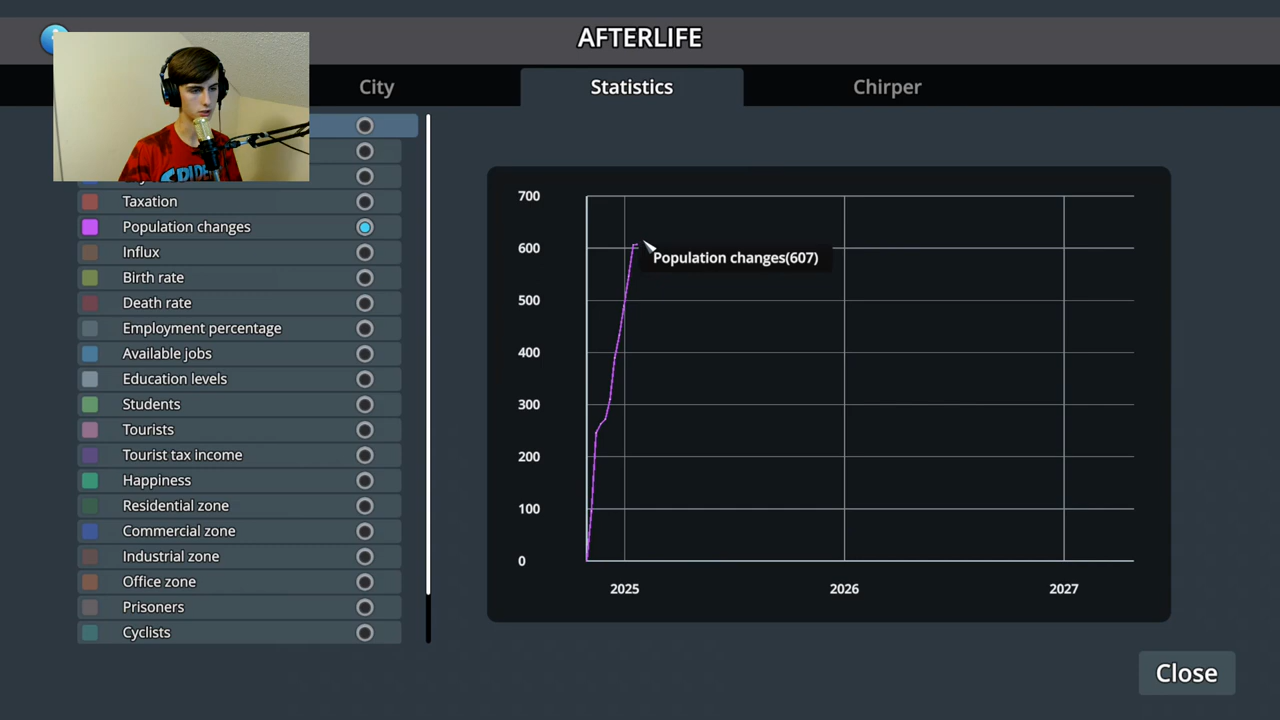 AFTERLIFE
City
Statistics
Chirper
Taxation
Population changes
Influx
Birth rate
Death rate
Employment percentage
Available jobs
Education levels
Students
Tourists
Tourist tax income
Happiness
Residential zone
Commercial zone
Industrial zone
Office zone
Prisoners
Cyclists
700
600
500
400
300
200
100
0
Population changes(607)
2025
2026
2027
Close